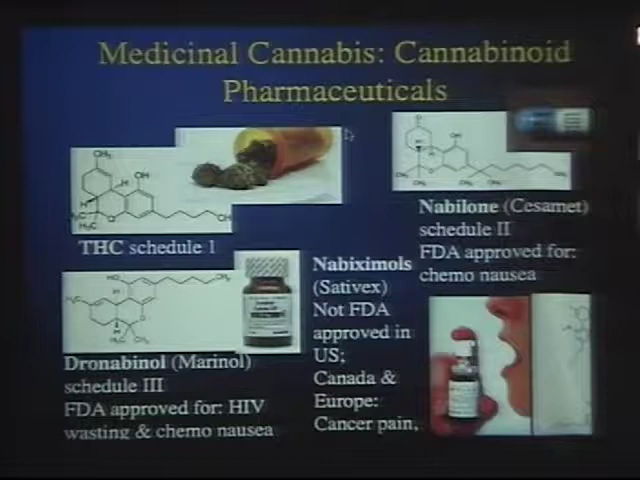 Medicinal Cannabis: Cannabinoid
Pharmaceuticals
THC schedule 1
Nabilone (Cesamet)
schedule II
FDA approved for:
chemo nausea
Nabiximols
(Sativex)
Not FDA
approved in
US;
Canada &
Europe:
Cancer pain,
Dronabinol (Marinol)
schedule III
FDA approved for: HIV
wasting & chemo nausea